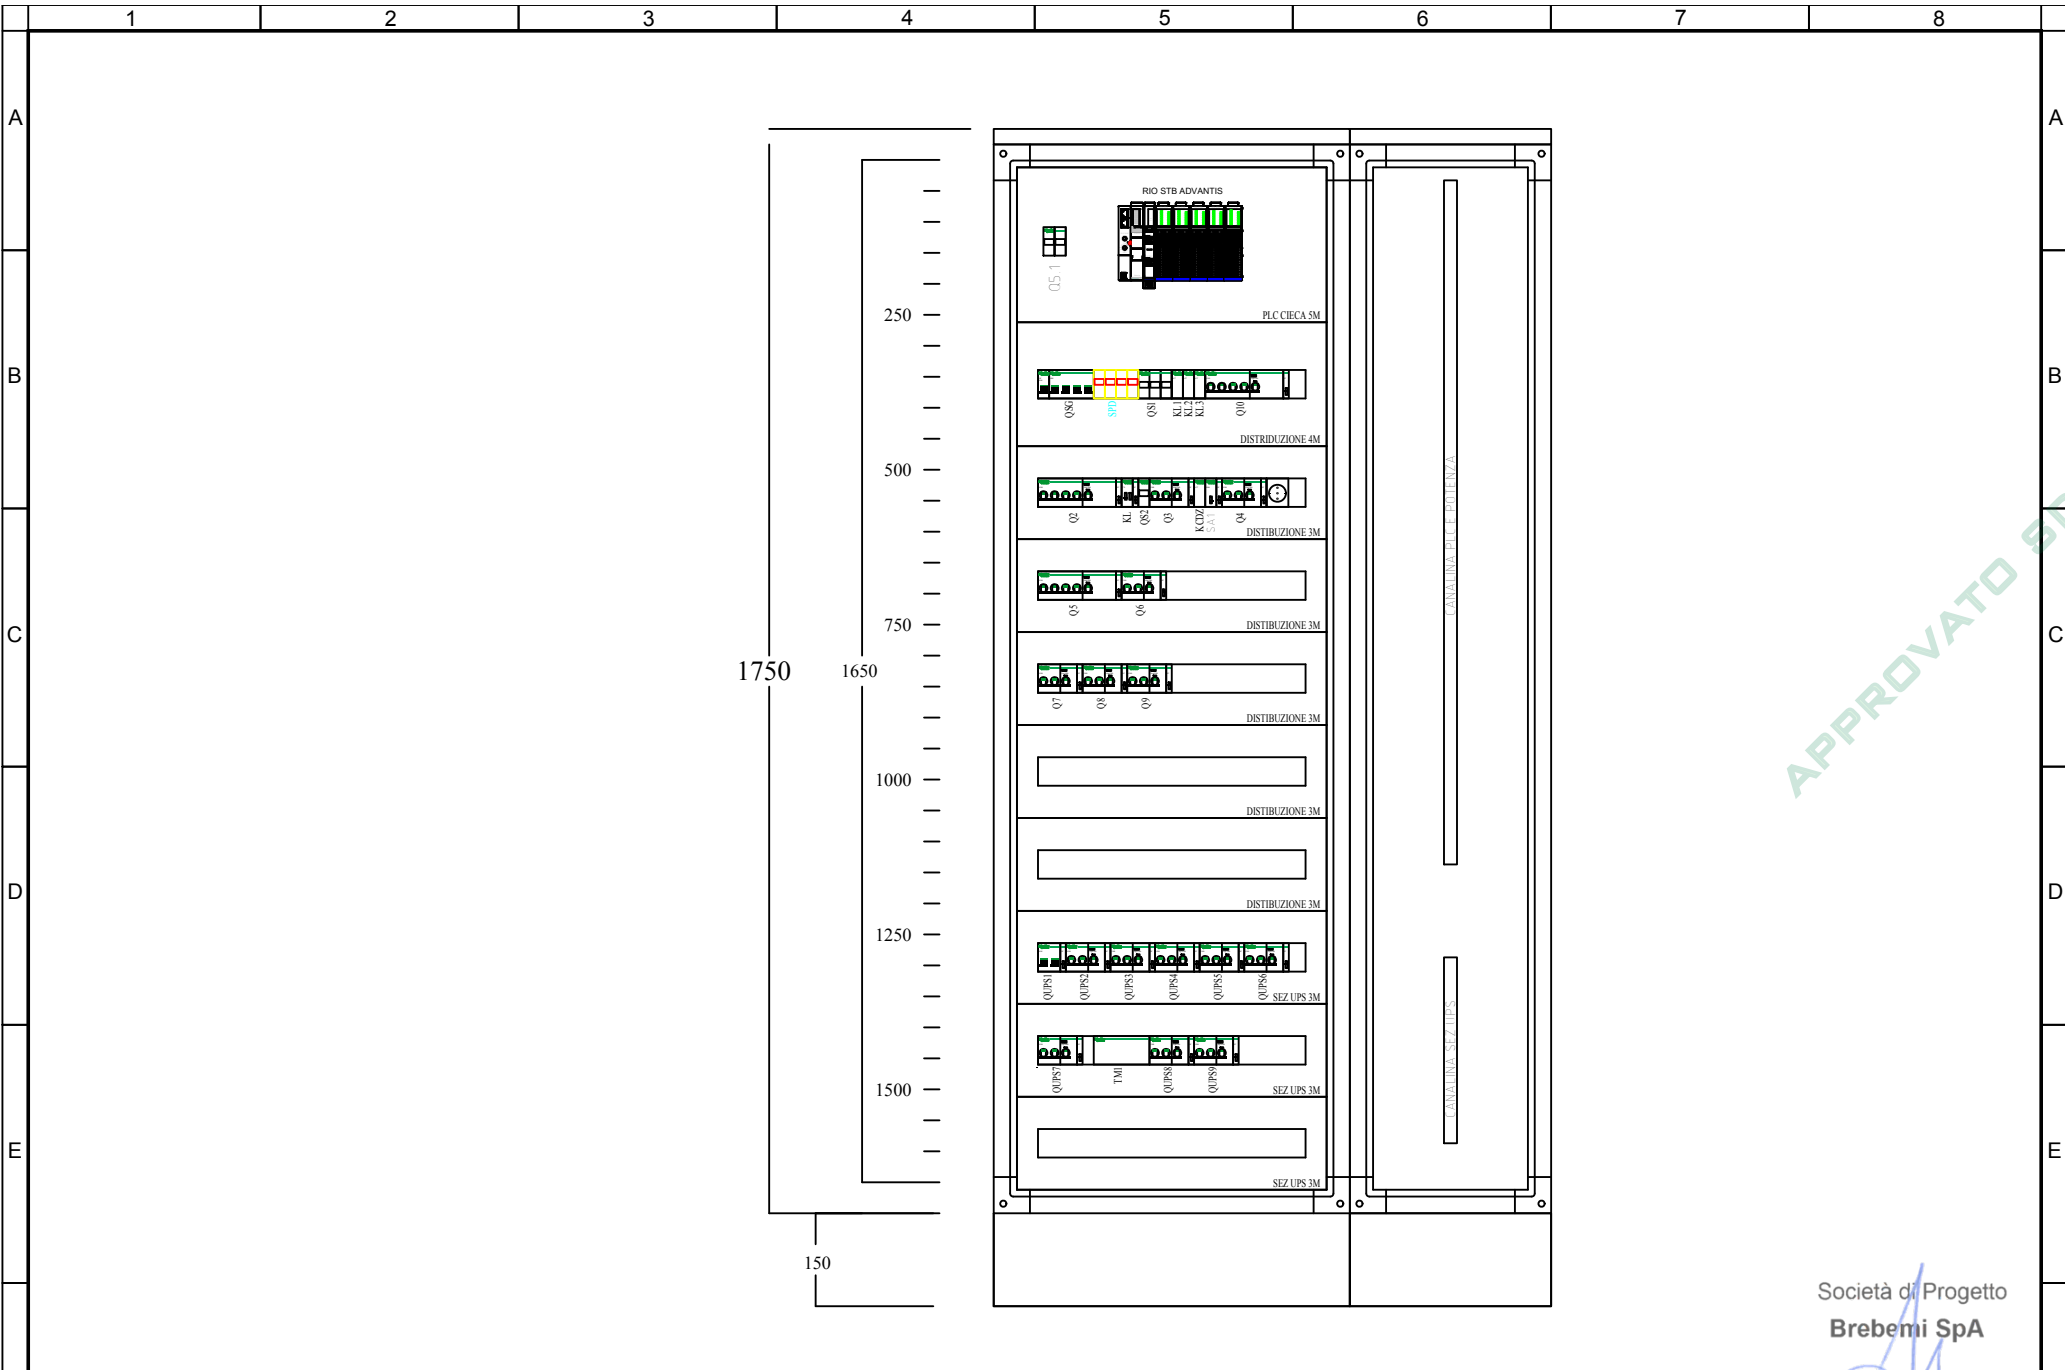 1 2 3 4 5 6 7 8
A A
RIO STB ADVANTIS
QS.1
250
PLC CIECA 5M
B B
QSG SPD QS1 KL1 KL2 KL3 Q10
DISTRIDUZIONE 4M
500
Q2 KL QS2 Q3 KCDZ SA1 Q4
DISTIBUZIONE 3M
CANALINA PLC E POTENZA
Q5 Q6
750
DISTIBUZIONE 3M
C C
1750 1650
Q7 Q8 Q9
DISTIBUZIONE 3M
APPROVATO
1000
DISTIBUZIONE 3M
D D
DISTIBUZIONE 3M
1250
QUPS1 QUPS2 QUPS3 QUPS4 QUPS5 QUPS6
SEZ UPS 3M
CANALINA SEZ UPS
QUPS7 TM1 QUPS8 QUPS9
1500
SEZ UPS 3M
E E
SEZ UPS 3M
150
Società di Progetto
Brebemi SpA